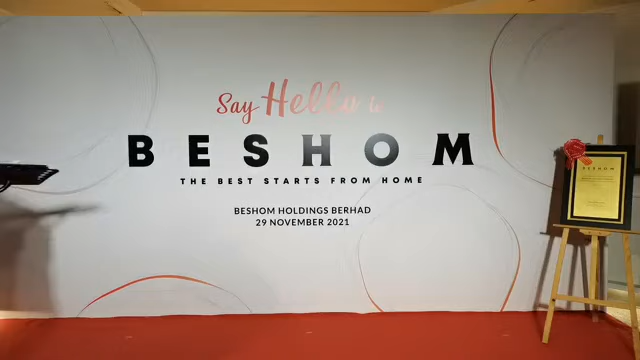 Say Hello to
BESHOM
THE BEST STARTS FROM HOME
BESHOM HOLDINGS BERHAD
29 NOVEMBER 2021
BESHOM